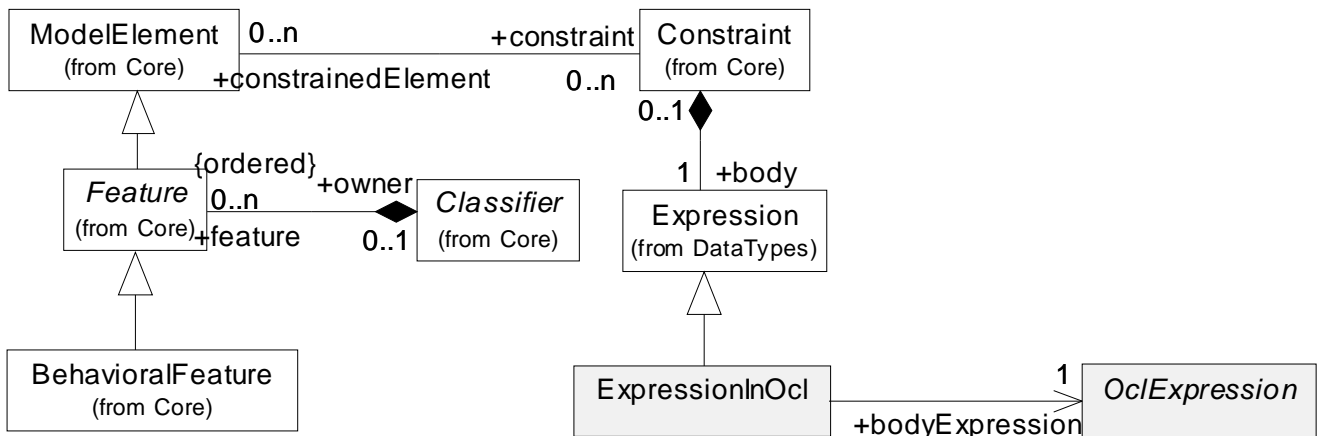 ModelElement
(from Core)
0..n
+constrainedElement
+constraint
0..n
Constraint
(from Core)
0..1
{ordered}
Feature
(from Core)
0..n
+feature
+owner
0..1
Classifier
(from Core)
1
+body
Expression
(from DataTypes)
BehavioralFeature
(from Core)
ExpressionInOcl
1
+bodyExpression
OclExpression